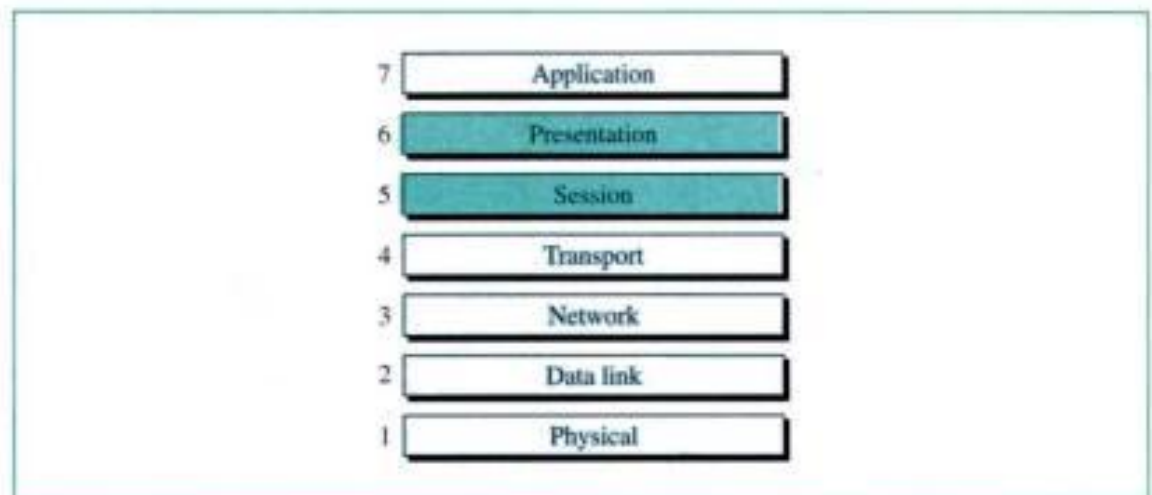 7 Application
6 Presentation
5 Session
4 Transport
3 Network
2 Data link
1 Physical